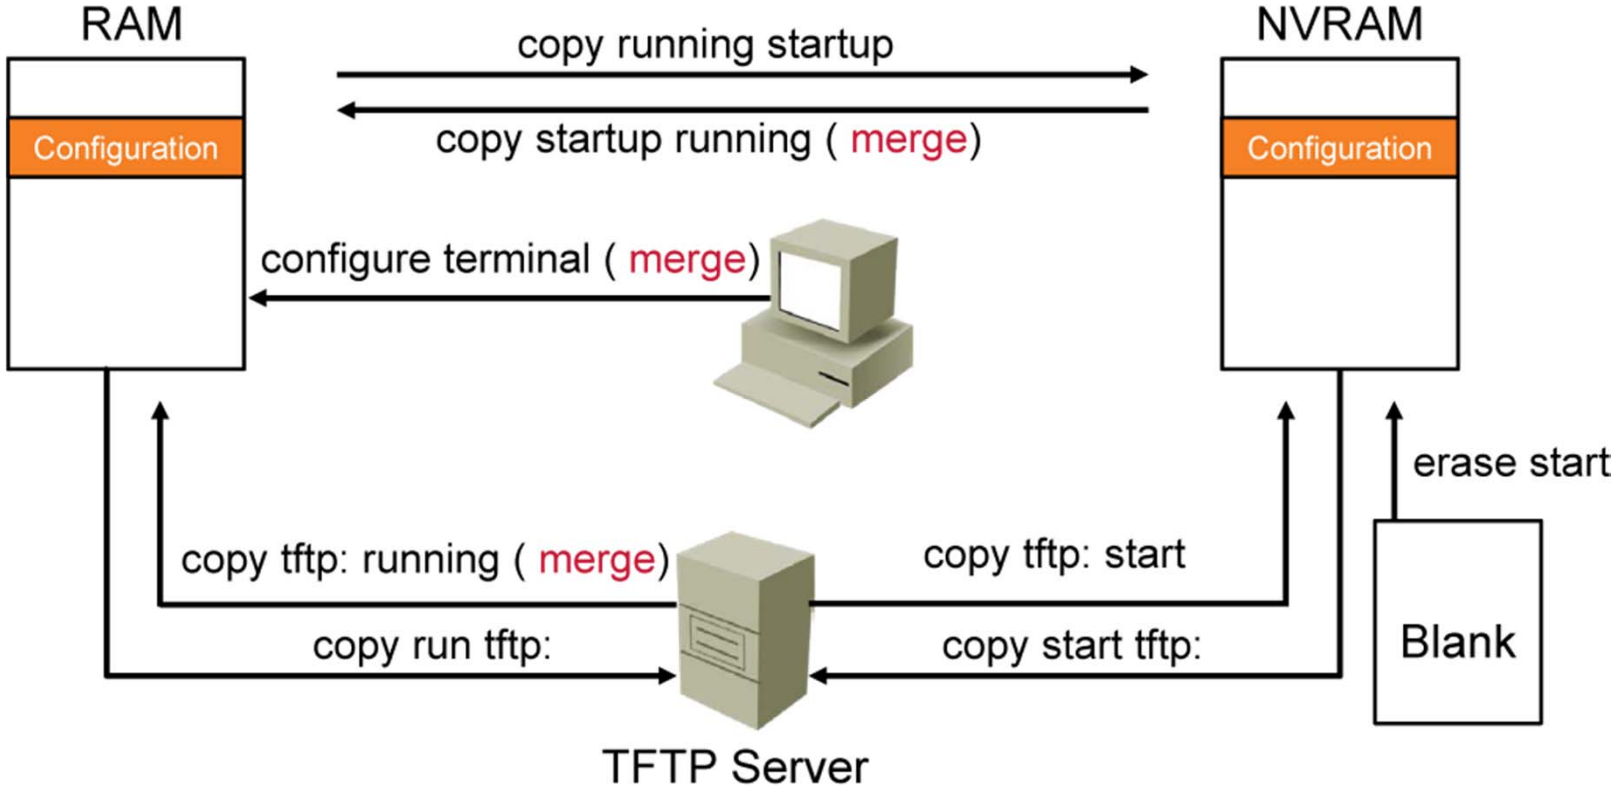 RAM
NVRAM
copy running startup
copy startup running ( merge)
Configuration
Configuration
configure terminal ( merge)
erase start
copy tftp: running ( merge)
copy tftp: start
copy run tftp:
copy start tftp:
Blank
TFTP Server